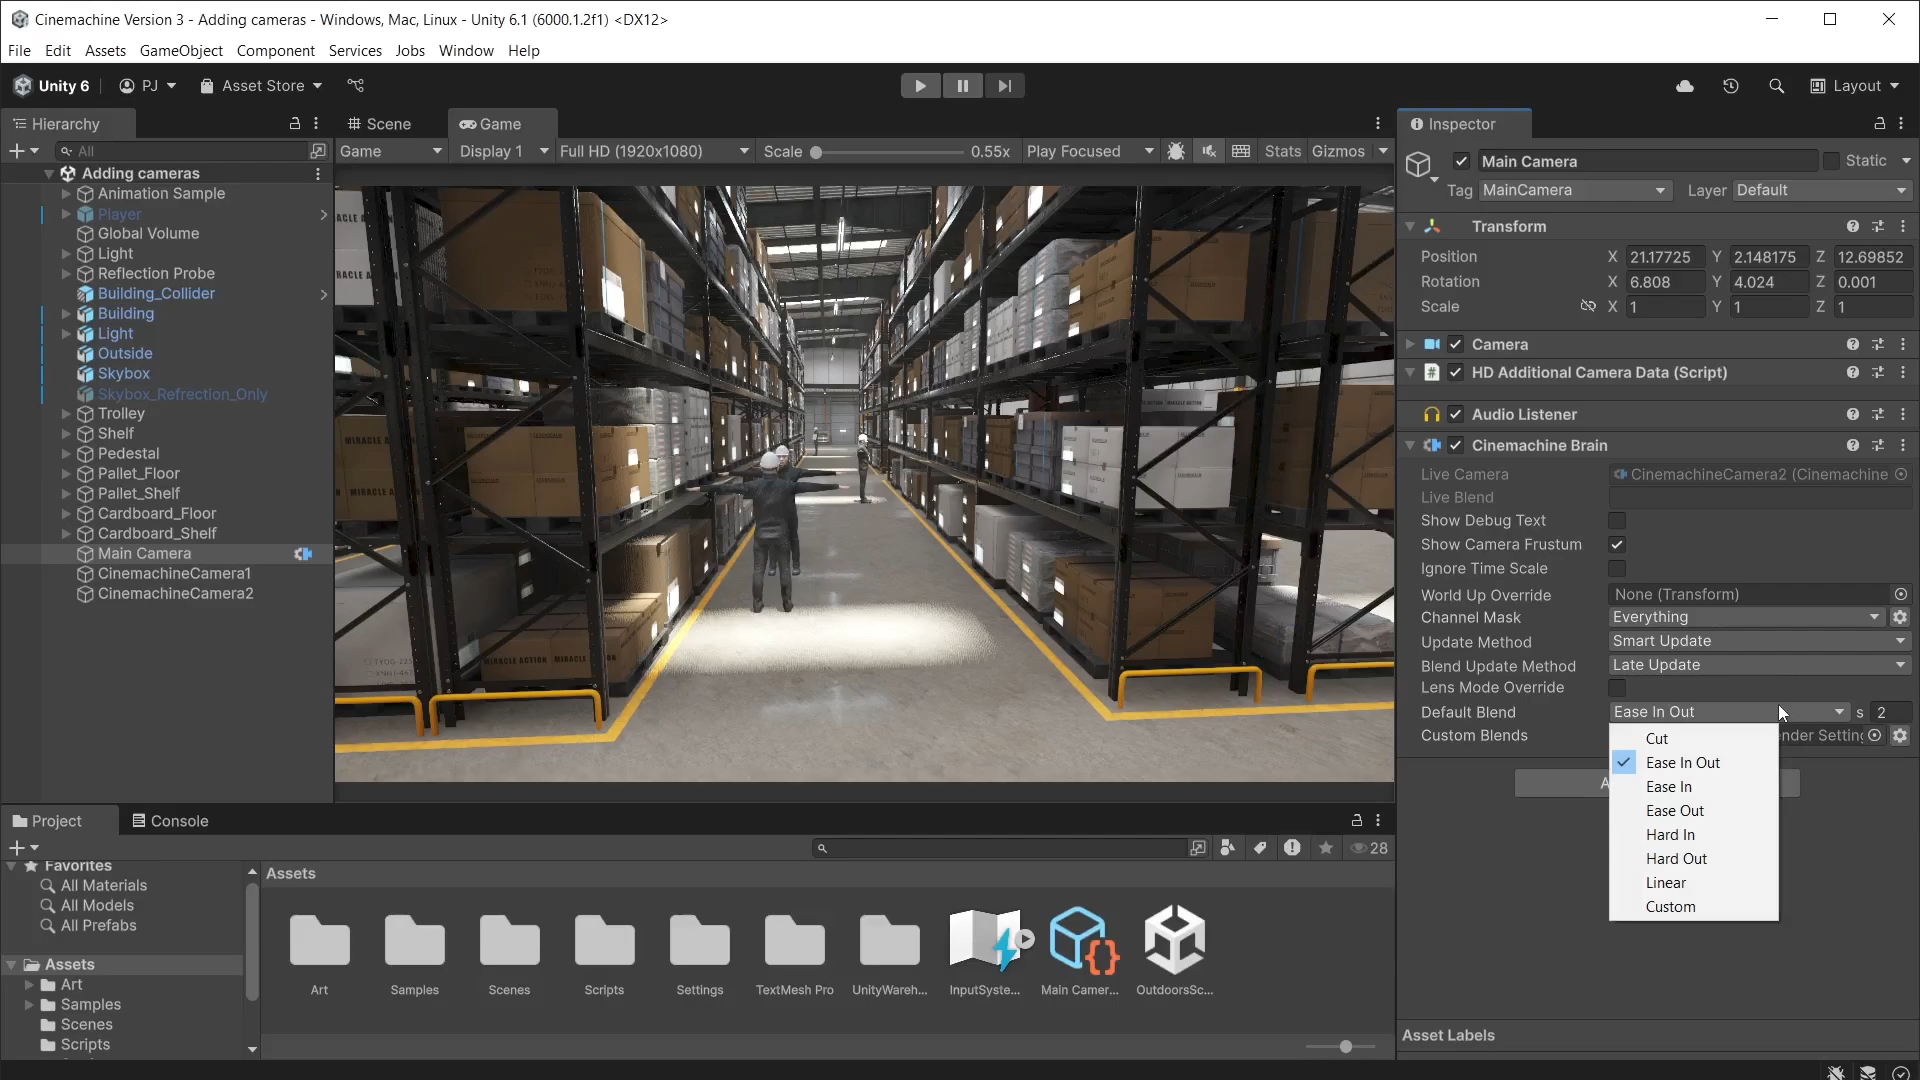 Cinemachine Version 3 - Adding cameras - Windows, Mac, Linux - Unity 6.1 (6000.1.2f1) <DX12>
File Edit Assets GameObject Component Services Jobs Window Help
Unity 6 PJ Asset Store Layout
Hierarchy
All
Adding cameras
Animation Sample
Player
Global Volume
Light
Reflection Probe
Building_Collider
Building
Light
Outside
Skybox
Skybox_Refrection_Only
Trolley
Shelf
Pedestal
Pallet_Floor
Pallet_Shelf
Cardboard_Floor
Cardboard_Shelf
Main Camera
CinemachineCamera1
CinemachineCamera2
Scene Game
Game Display 1 Full HD (1920x1080) Scale 0.55x Play Focused Stats Gizmos
MIRACLE ACTION MIRACLE
Inspector
Main Camera Static
Tag MainCamera Layer Default
Transform
Position X 21.17725 Y 2.148175 Z 12.69852
Rotation X 6.808 Y 4.024 Z 0.001
Scale X 1 Y 1 Z 1
Camera
HD Additional Camera Data (Script)
Audio Listener
Cinemachine Brain
Live Camera CinemachineCamera2 (Cinemachine
Live Blend
Show Debug Text
Show Camera Frustum
Ignore Time Scale
World Up Override None (Transform)
Channel Mask Everything
Update Method Smart Update
Blend Update Method Late Update
Lens Mode Override
Default Blend Ease In Out s 2
Custom Blends ender Setting
Cut
Ease In Out
Ease In
Ease Out
Hard In
Hard Out
Linear
Custom
A
Asset Labels
Project Console
28
Favorites
All Materials
All Models
All Prefabs
Assets
Art
Samples
Scenes
Scripts
Assets
Art Samples Scenes Scripts Settings TextMesh Pro UnityWareh... InputSyste... Main Camer... OutdoorsSc...